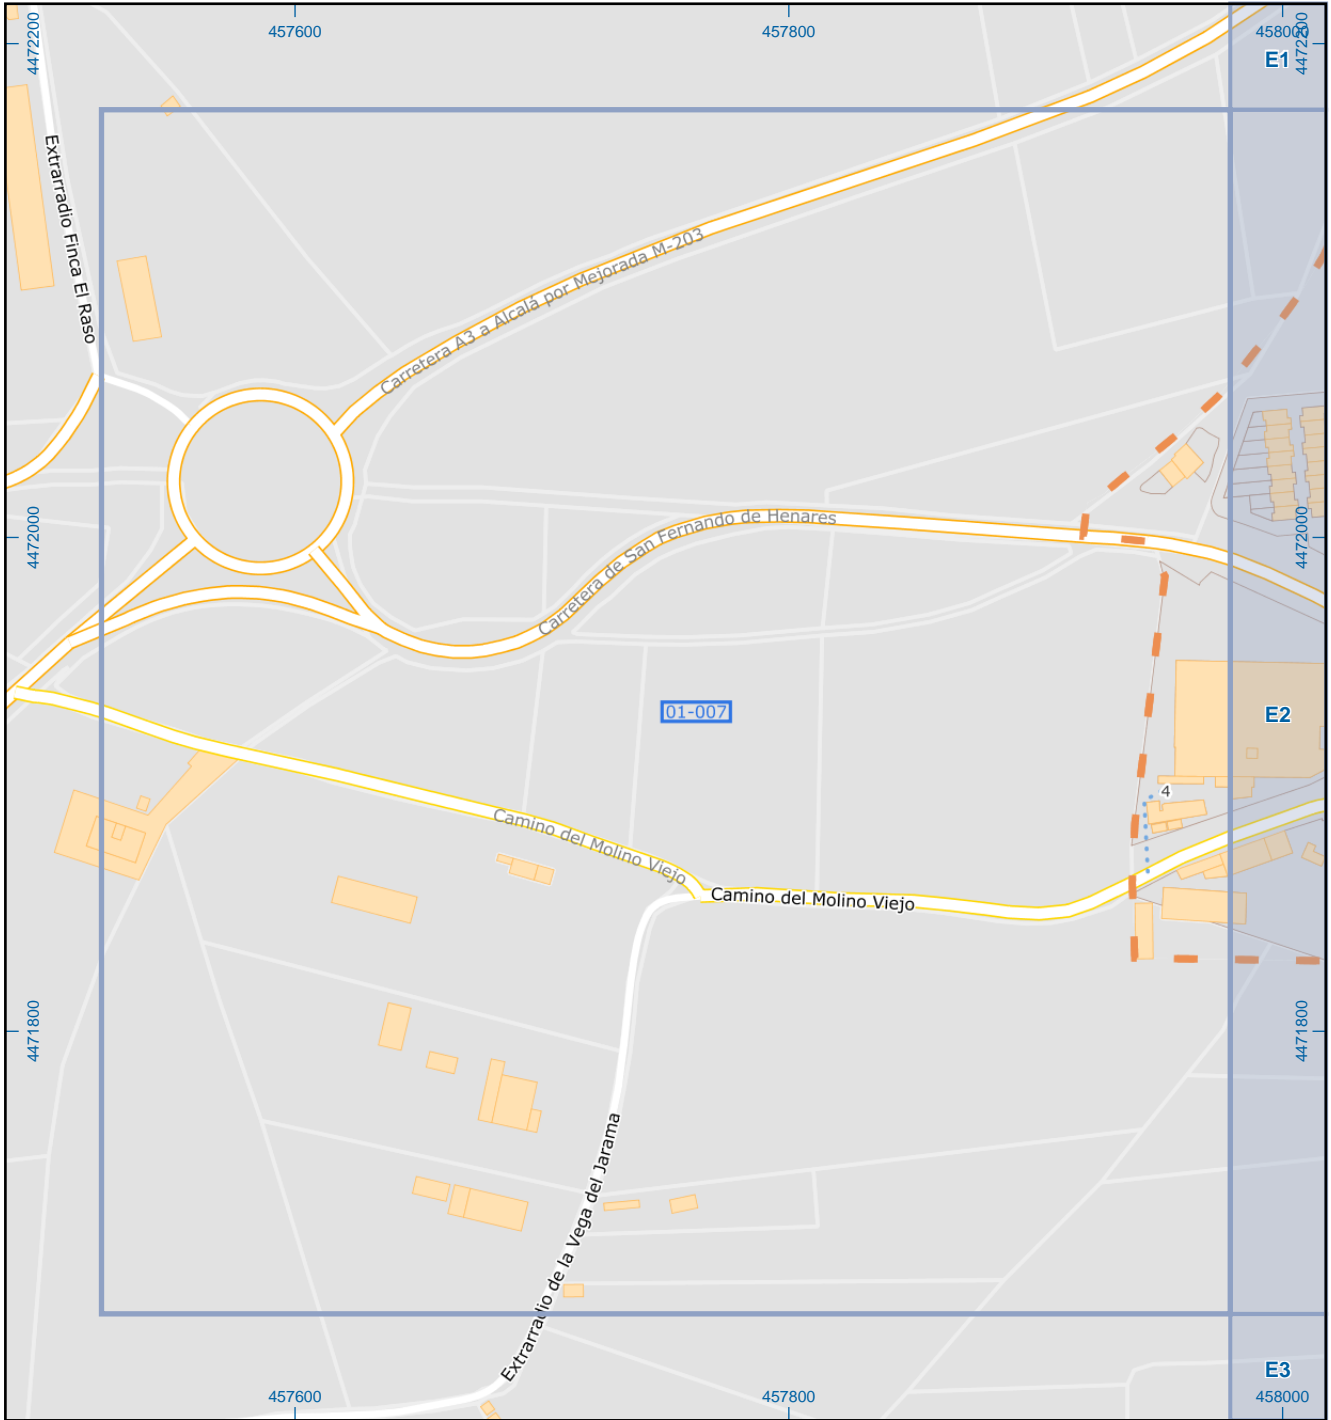 457600
457800
458000
4472200
4472200
E1
Extrarradio Finca El Raso
Carretera A3 a Alcalá por Mejorada M-203
4472000
4472000
Carretera de San Fernando de Henares
01-007
E2
4
Camino del Molino Viejo
Camino del Molino Viejo
4471800
4471800
Extrarradio de la Vega del Jarama
E3
457600
457800
458000